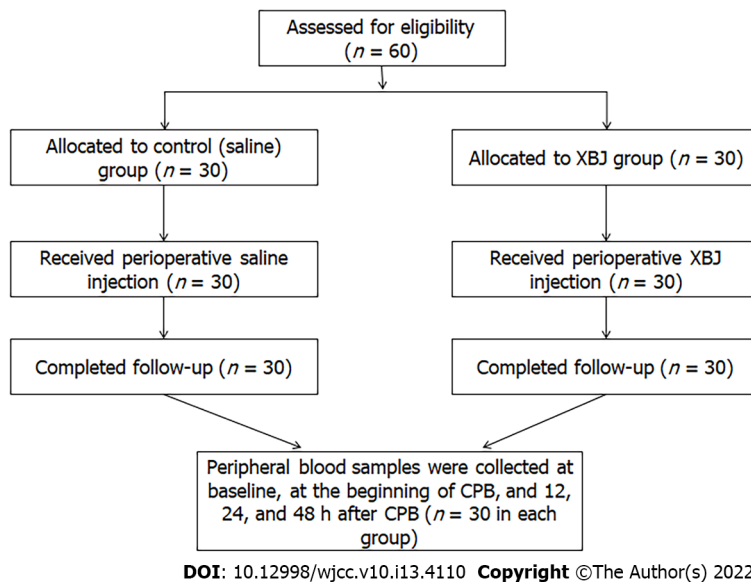 Assessed for eligibility
(n = 60)
Allocated to control (saline)
group (n = 30)
Allocated to XBJ group (n = 30)
Received perioperative saline
injection (n = 30)
Received perioperative XBJ
injection (n = 30)
Completed follow-up (n = 30)
Completed follow-up (n = 30)
Peripheral blood samples were collected at
baseline, at the beginning of CPB, and 12,
24, and 48 h after CPB (n = 30 in each
group)
DOI: 10.12998/wjcc.v10.i13.4110 Copyright ©The Author(s) 2022